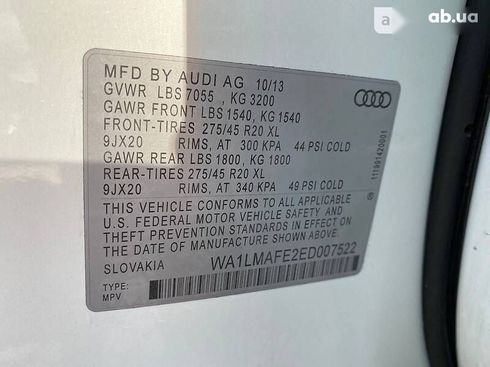 ab.ua
MFD BY AUDI AG 10/13
GVWR LBS 7055 , KG 3200
GAWR FRONT LBS 1540, KG 1540
FRONT-TIRES 275/45 R20 XL
9JX20 RIMS, AT 300 KPA 44 PSI COLD
GAWR REAR LBS 1800, KG 1800
REAR-TIRES 275/45 R20 XL
9JX20 RIMS, AT 340 KPA 49 PSI COLD
THIS VEHICLE CONFORMS TO ALL APPLICABLE
U.S. FEDERAL MOTOR VEHICLE SAFETY AND
THEFT PREVENTION STANDARDS IN EFFECT ON
THE DATE OF MANUFACTURE SHOWN ABOVE.
SLOVAKIA WA1LMAFE2ED007522
TYPE:
MPV
111991420001